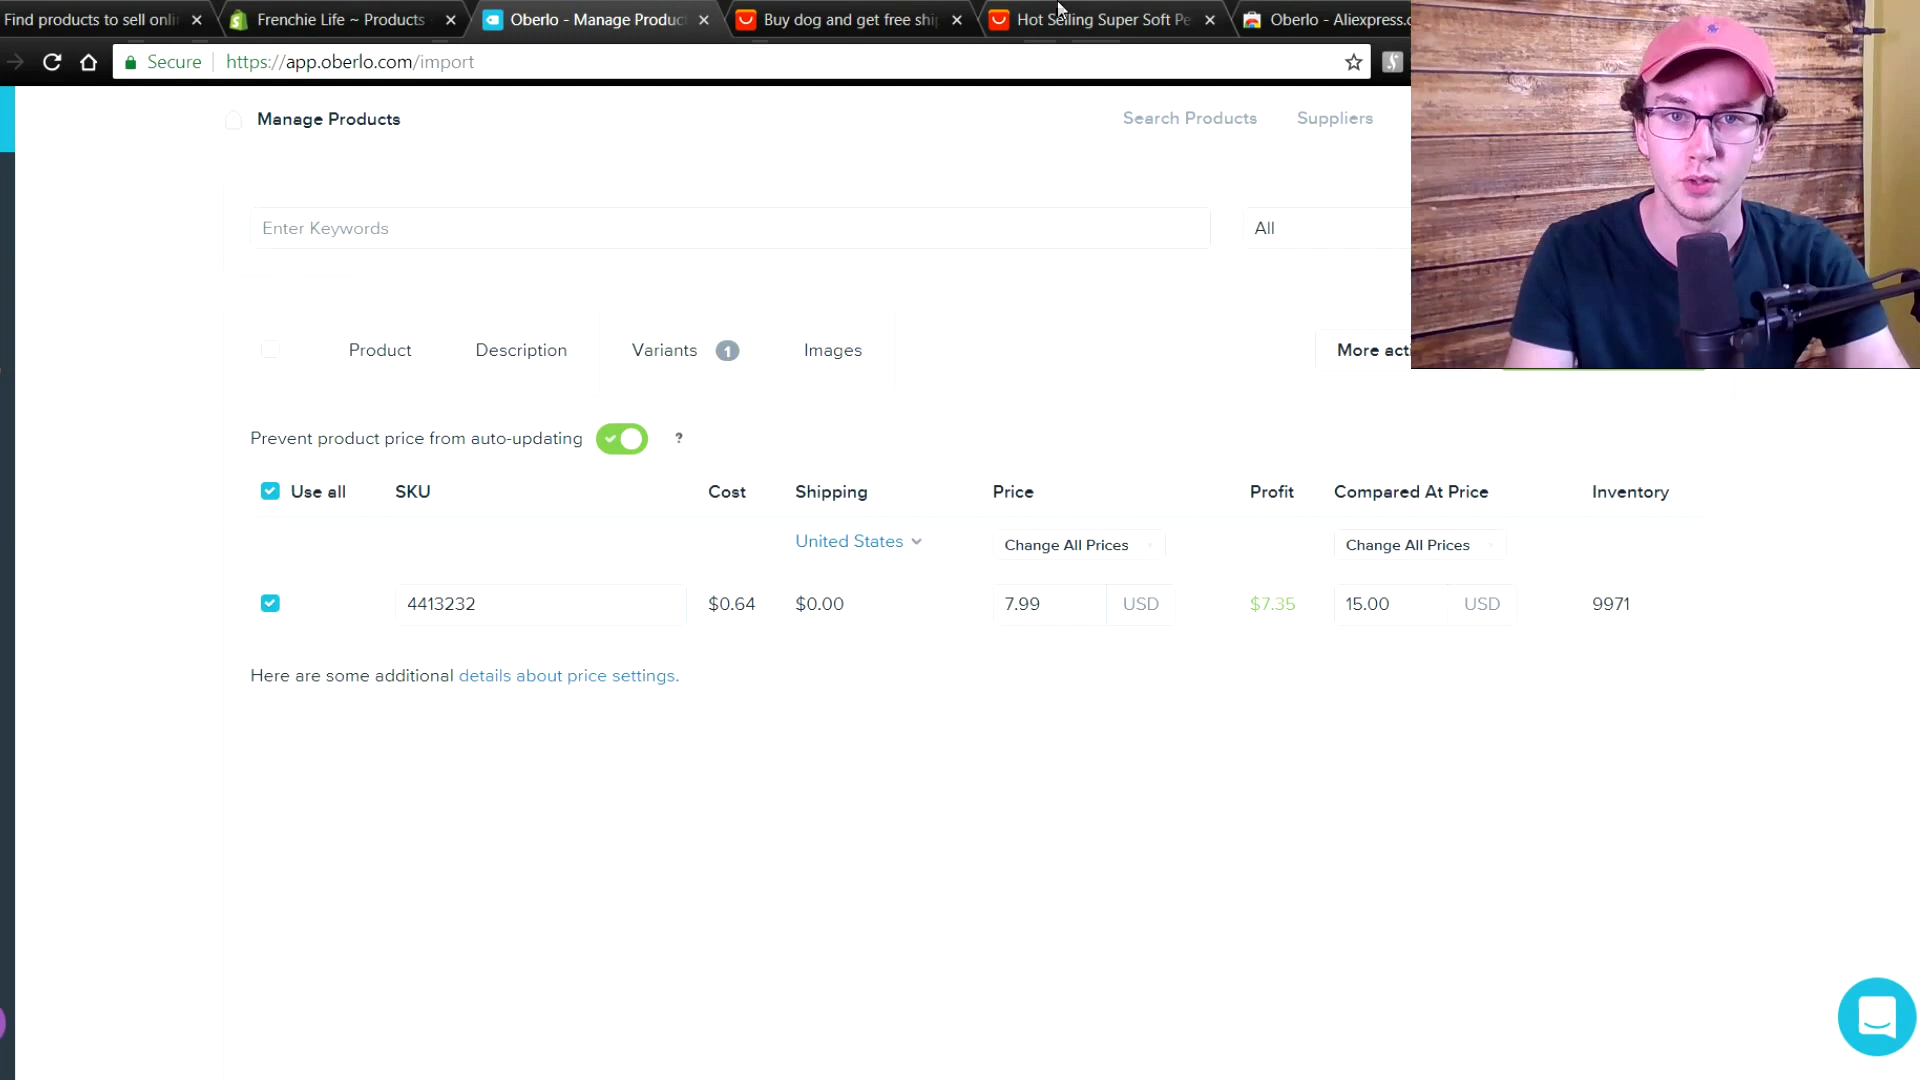 Find products to sell onli
Frenchie Life ~ Products
Oberlo - Manage Produc
Buy dog and get free shi
Hot Selling Super Soft Pe
Oberlo - Aliexpress.c
Secure
https://app.oberlo.com/import
Manage Products
Search Products
Suppliers
Enter Keywords
All
Product
Description
Variants 1
Images
More acti
Prevent product price from auto-updating ?
Use all SKU Cost Shipping Price Profit Compared At Price Inventory
United States Change All Prices Change All Prices
4413232 $0.64 $0.00 7.99 USD $7.35 15.00 USD 9971
Here are some additional details about price settings.